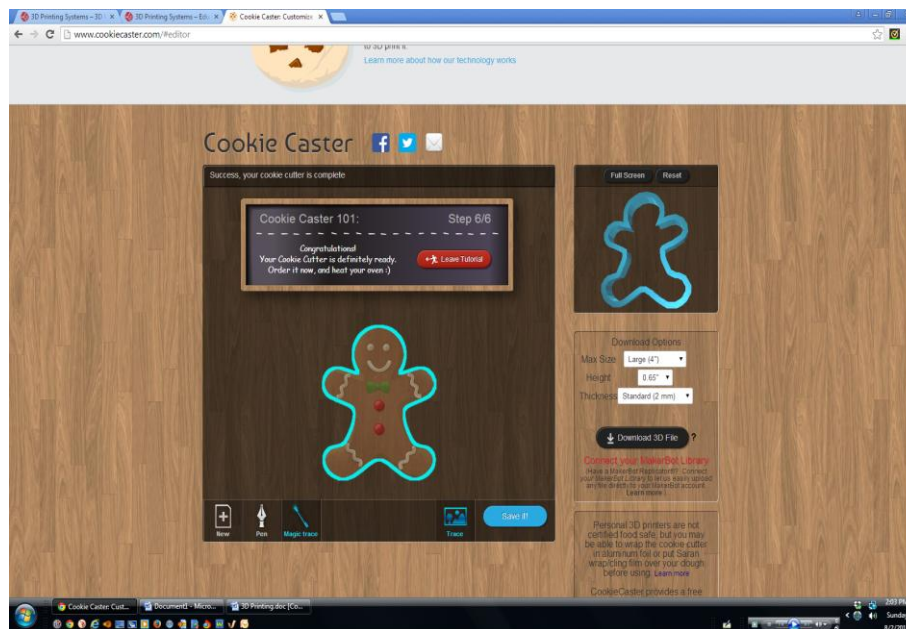 3D Printing Systems – 3D
3D Printing Systems – Ed
Cookie Caster: Customize
www.cookiecaster.com/#editor
to 3D print it.
Learn more about how our technology works
Cookie Caster
Success, your cookie cutter is complete
Full Screen Reset
Cookie Caster 101: Step 6/6
Congratulations!
Your Cookie Cutter is definitely ready.
Order it now, and heat your oven :)
Leave Tutorial
Download Options
Max Size Large (4")
Height 0.65"
Thickness Standard (2 mm)
Download 3D File ?
Connect your MakerBot Library
Have a MakerBot Replicator®? Connect
your MakerBot Library to let us easily upload
any file directly to your MakerBot account.
Learn more
New Pen Magic trace Trace Save it!
Personal 3D printers are not
certified food safe, but you may
be able to wrap the cookie cutter
in aluminum foil or put Saran
wrap/cling film over your dough
before using. Learn more
CookieCaster provides a free
Cookie Caster: Cust...
Document1 - Micro...
3D Printing.doc [Co...
2:03 PM
Sunday